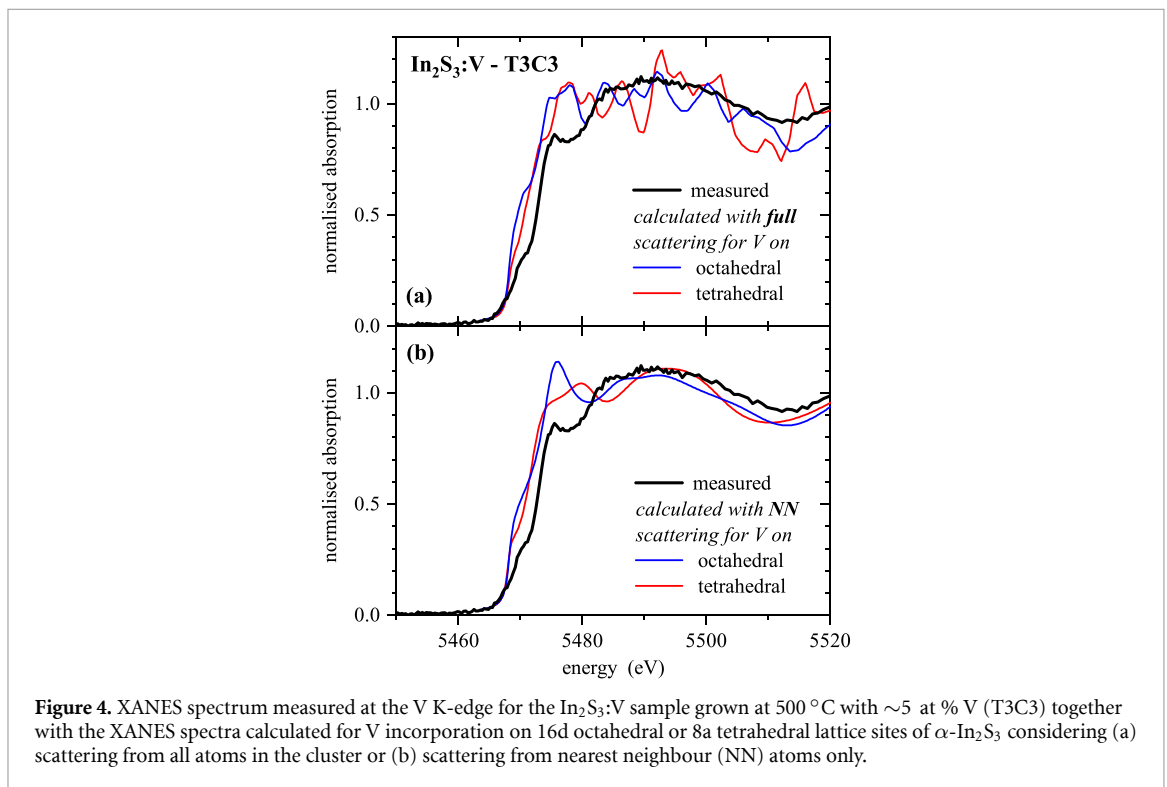 In₂S₃:V - T3C3
normalised absorption
1.0
0.5
0.0
measured
calculated with full
scattering for V on
octahedral
tetrahedral
(a)
(b)
normalised absorption
1.0
0.5
0.0
measured
calculated with NN
scattering for V on
octahedral
tetrahedral
5460 5480 5500 5520
energy (eV)
Figure 4. XANES spectrum measured at the V K-edge for the In₂S₃:V sample grown at 500 °C with ∼5 at % V (T3C3) together
with the XANES spectra calculated for V incorporation on 16d octahedral or 8a tetrahedral lattice sites of α-In₂S₃ considering (a)
scattering from all atoms in the cluster or (b) scattering from nearest neighbour (NN) atoms only.